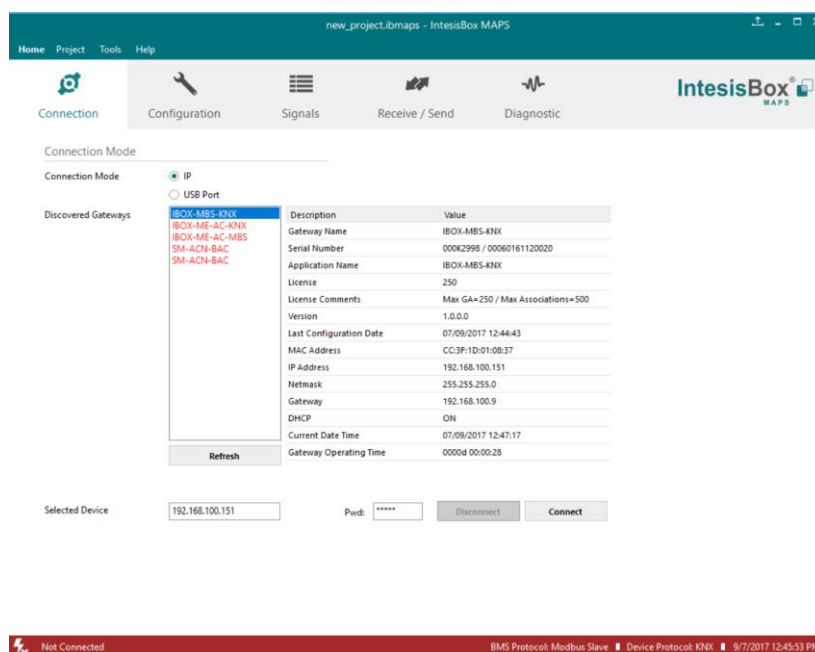 new_project.ibmaps - IntesisBox MAPS
Home Project Tools Help
Connection Configuration Signals Receive / Send Diagnostic
IntesisBox®
MAPS
Connection Mode
Connection Mode IP
USB Port
Discovered Gateways
IBOX-MBS-KNX
IBOX-ME-AC-KNX
IBOX-ME-AC-MBS
SM-ACN-BAC
SM-ACN-BAC
Refresh
Description Value
Gateway Name IBOX-MBS-KNX
Serial Number 000K2998 / 00060161120020
Application Name IBOX-MBS-KNX
License 250
License Comments Max GA=250 / Max Associations=500
Version 1.0.0.0
Last Configuration Date 07/09/2017 12:44:43
MAC Address CC:3F:1D:01:08:37
IP Address 192.168.100.151
Netmask 255.255.255.0
Gateway 192.168.100.9
DHCP ON
Current Date Time 07/09/2017 12:47:17
Gateway Operating Time 0000d 00:00:28
Selected Device 192.168.100.151 Pwd: ***** Disconnect Connect
Not Connected BMS Protocol: Modbus Slave Device Protocol: KNX 9/7/2017 12:45:53 PM